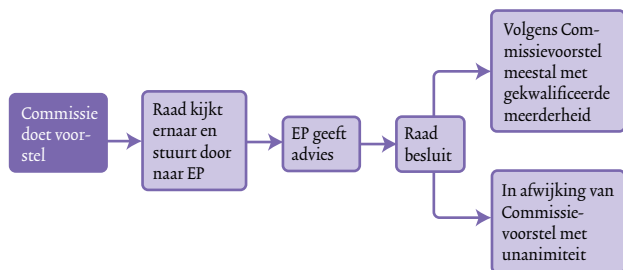 Commissie
doet voor-
stel
Raad kijkt
ernaar en
stuurt door
naar EP
EP geeft
advies
Raad
besluit
Volgens Com-
missievoorstel
meestal met
gekwalificeerde
meerderheid
In afwijking van
Commissie-
voorstel met
unanimiteit